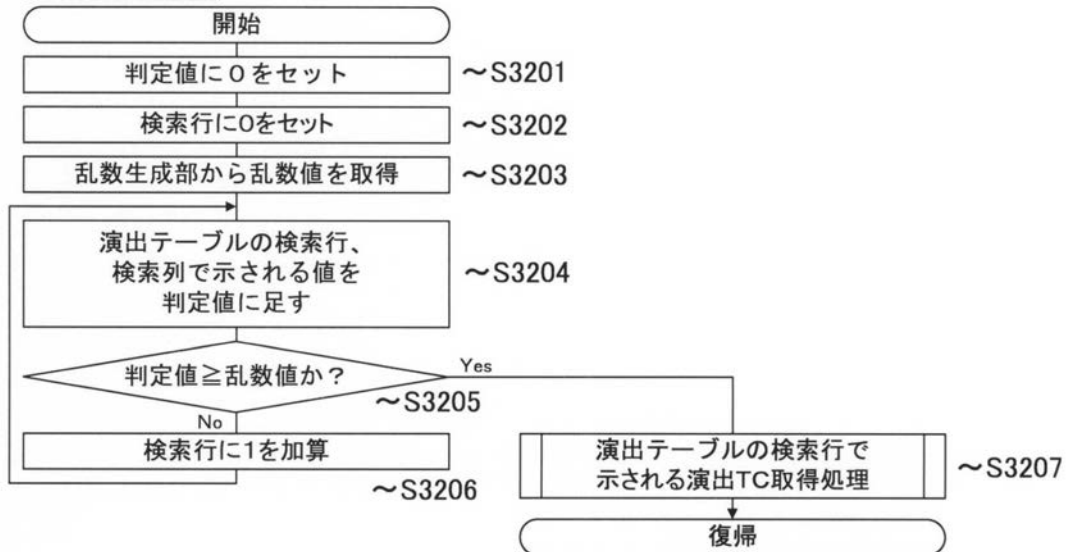 開始
判定値に０をセット
～S3201
検索行に0をセット
～S3202
乱数生成部から乱数値を取得
～S3203
演出テーブルの検索行、
検索列で示される値を
判定値に足す
～S3204
判定値≧乱数値か？
Yes
～S3205
No
検索行に1を加算
～S3206
演出テーブルの検索行で
示される演出TC取得処理
～S3207
復帰